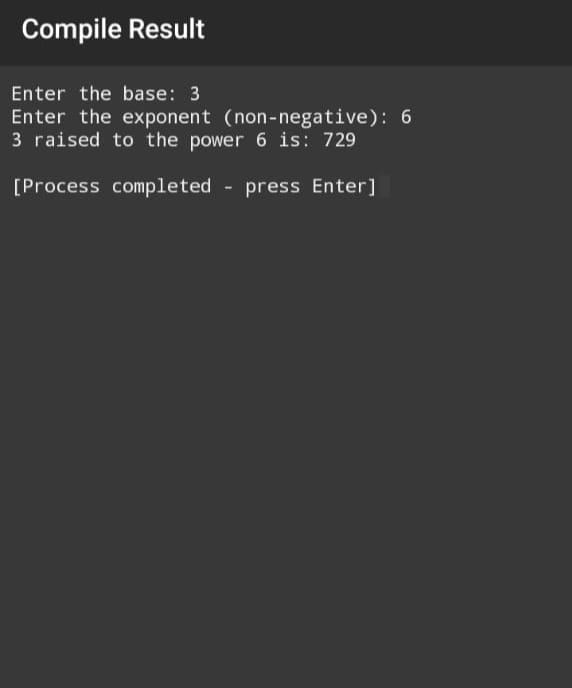 Compile Result
Enter the base: 3
Enter the exponent (non-negative): 6
3 raised to the power 6 is: 729
[Process completed - press Enter]